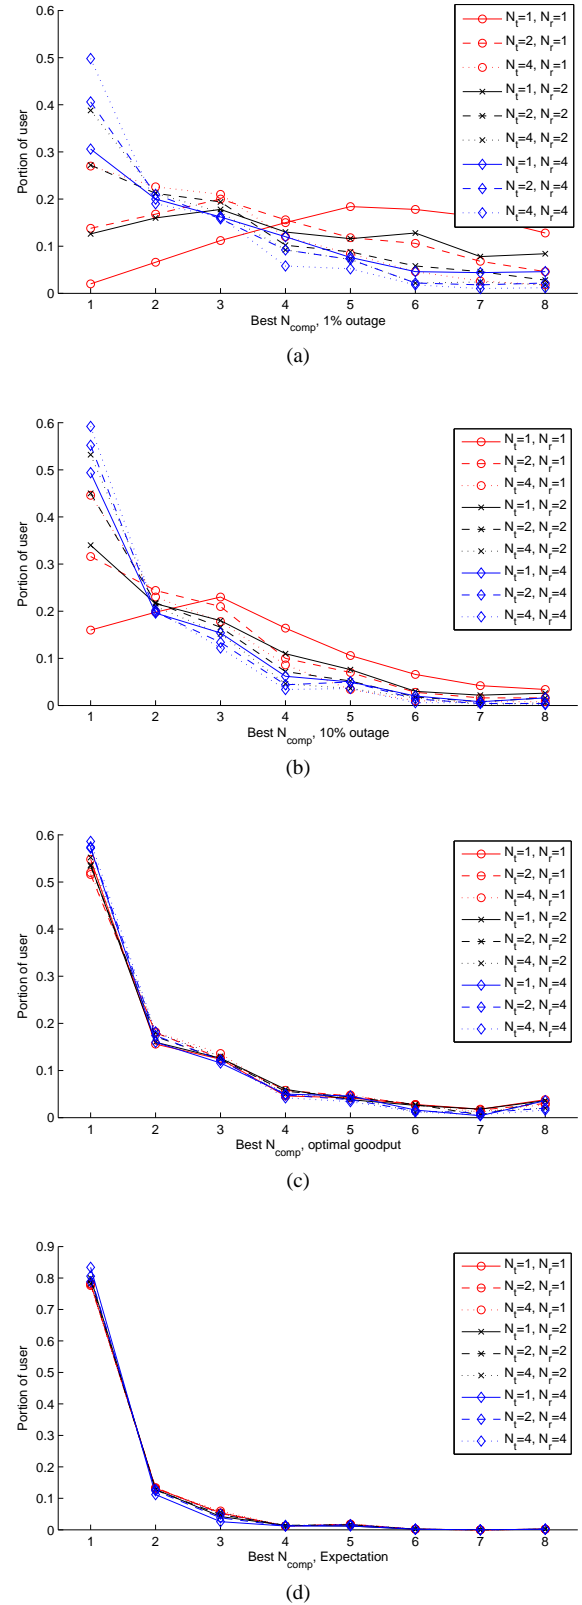 0.6
0.5
0.4
0.3
0.2
0.1
0
Portion of user
1 2 3 4 5 6 7 8
Best N_comp, 1% outage
N_t=1, N_r=1
N_t=2, N_r=1
N_t=4, N_r=1
N_t=1, N_r=2
N_t=2, N_r=2
N_t=4, N_r=2
N_t=1, N_r=4
N_t=2, N_r=4
N_t=4, N_r=4
(a)
0.6
0.5
0.4
0.3
0.2
0.1
0
Portion of user
1 2 3 4 5 6 7 8
Best N_comp, 10% outage
N_t=1, N_r=1
N_t=2, N_r=1
N_t=4, N_r=1
N_t=1, N_r=2
N_t=2, N_r=2
N_t=4, N_r=2
N_t=1, N_r=4
N_t=2, N_r=4
N_t=4, N_r=4
(b)
0.6
0.5
0.4
0.3
0.2
0.1
0
Portion of user
1 2 3 4 5 6 7 8
Best N_comp, optimal goodput
N_t=1, N_r=1
N_t=2, N_r=1
N_t=4, N_r=1
N_t=1, N_r=2
N_t=2, N_r=2
N_t=4, N_r=2
N_t=1, N_r=4
N_t=2, N_r=4
N_t=4, N_r=4
(c)
0.9
0.8
0.7
0.6
0.5
0.4
0.3
0.2
0.1
0
Portion of user
1 2 3 4 5 6 7 8
Best N_comp, Expectation
N_t=1, N_r=1
N_t=2, N_r=1
N_t=4, N_r=1
N_t=1, N_r=2
N_t=2, N_r=2
N_t=4, N_r=2
N_t=1, N_r=4
N_t=2, N_r=4
N_t=4, N_r=4
(d)